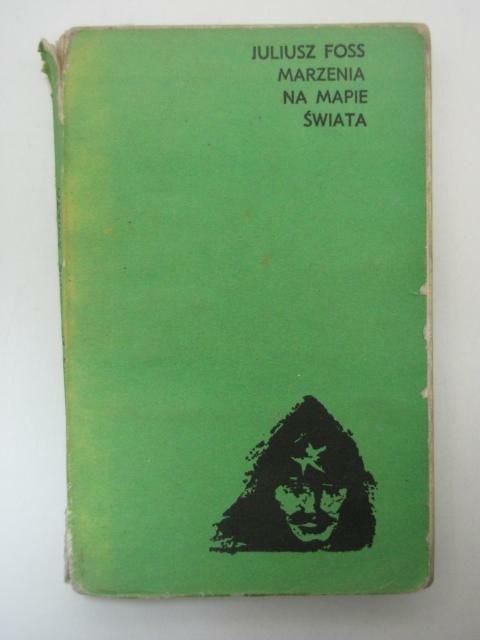 JULIUSZ FOSS
MARZENIA
NA MAPIE
ŚWIATA